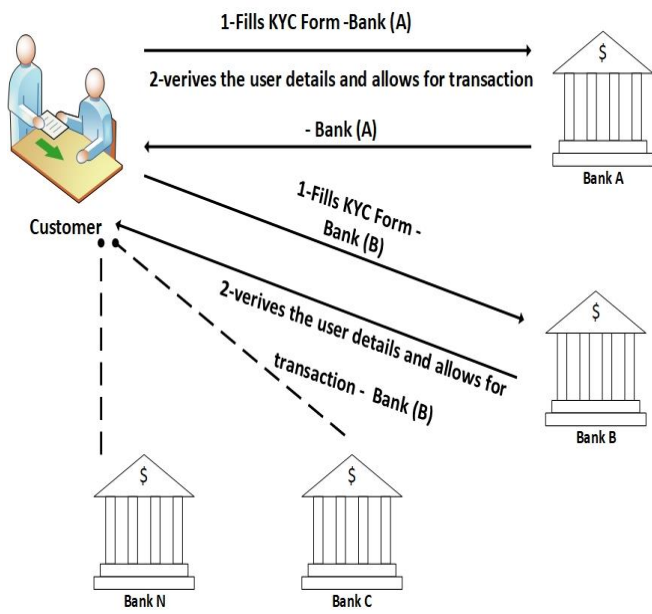 1-Fills KYC Form -Bank (A)
$
2-verives the user details and allows for transaction
- Bank (A)
Bank A
1-Fills KYC Form -
Bank (B)
Customer
2-verives the user details and allows for
transaction - Bank (B)
$
Bank B
$
$
Bank N
Bank C